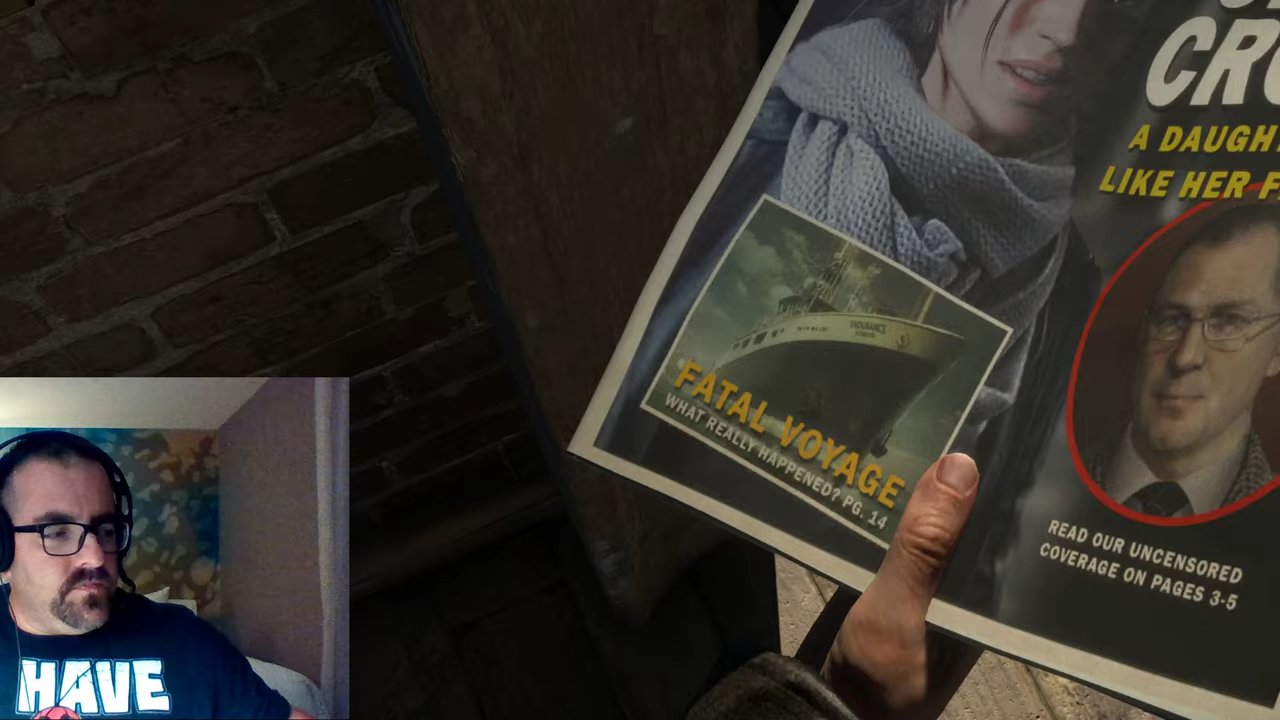 CR
A DAUGH
LIKE HER F
ENDURANCE
FATAL VOYAGE
WHAT REALLY HAPPENED? PG. 14
READ OUR UNCENSORED
COVERAGE ON PAGES 3-5
HAVE